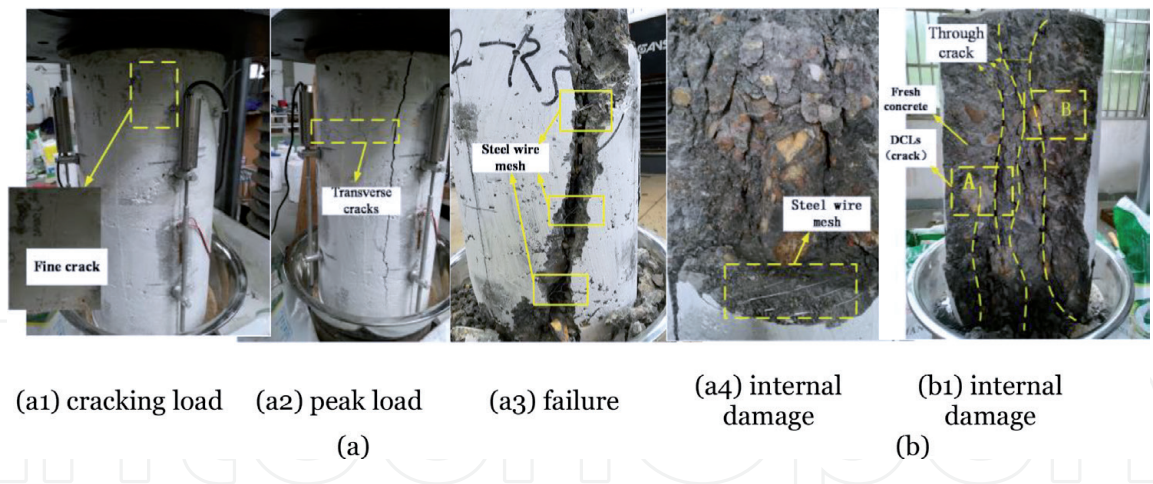 Fine crack
Transverse
cracks
2-R
Steel wire
mesh
Steel wire
mesh
Through
crack
Fresh
concrete
DCLs
(crack)
A
B
(a1) cracking load
(a2) peak load
(a3) failure
(a4) internal
damage
(b1) internal
damage
(a)
(b)